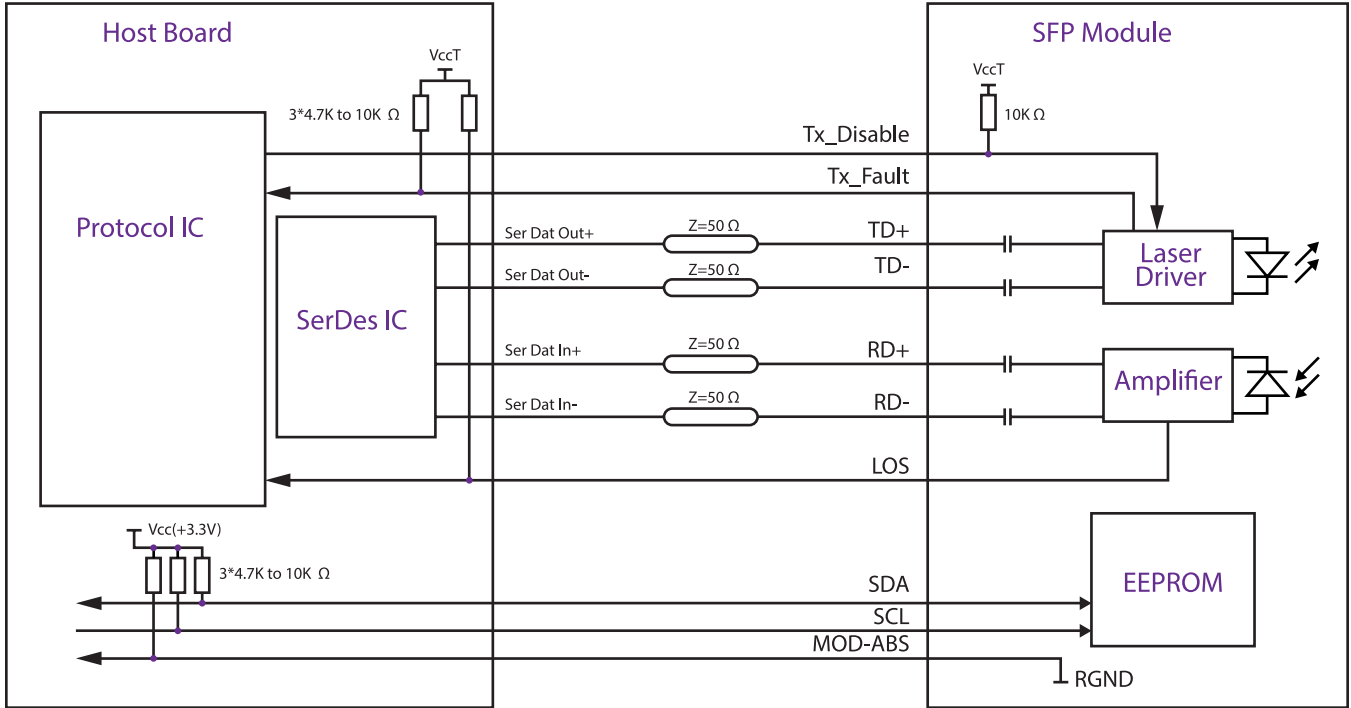 Host Board
SFP Module
VccT
VccT
3*4.7K to 10K Ω
10K Ω
Tx_Disable
Tx_Fault
Protocol IC
Ser Dat Out+
Z=50 Ω
TD+
Ser Dat Out-
Z=50 Ω
TD-
Laser
Driver
SerDes IC
Ser Dat In+
Z=50 Ω
RD+
Ser Dat In-
Z=50 Ω
RD-
Amplifier
LOS
Vcc(+3.3V)
3*4.7K to 10K Ω
SDA
SCL
MOD-ABS
EEPROM
RGND